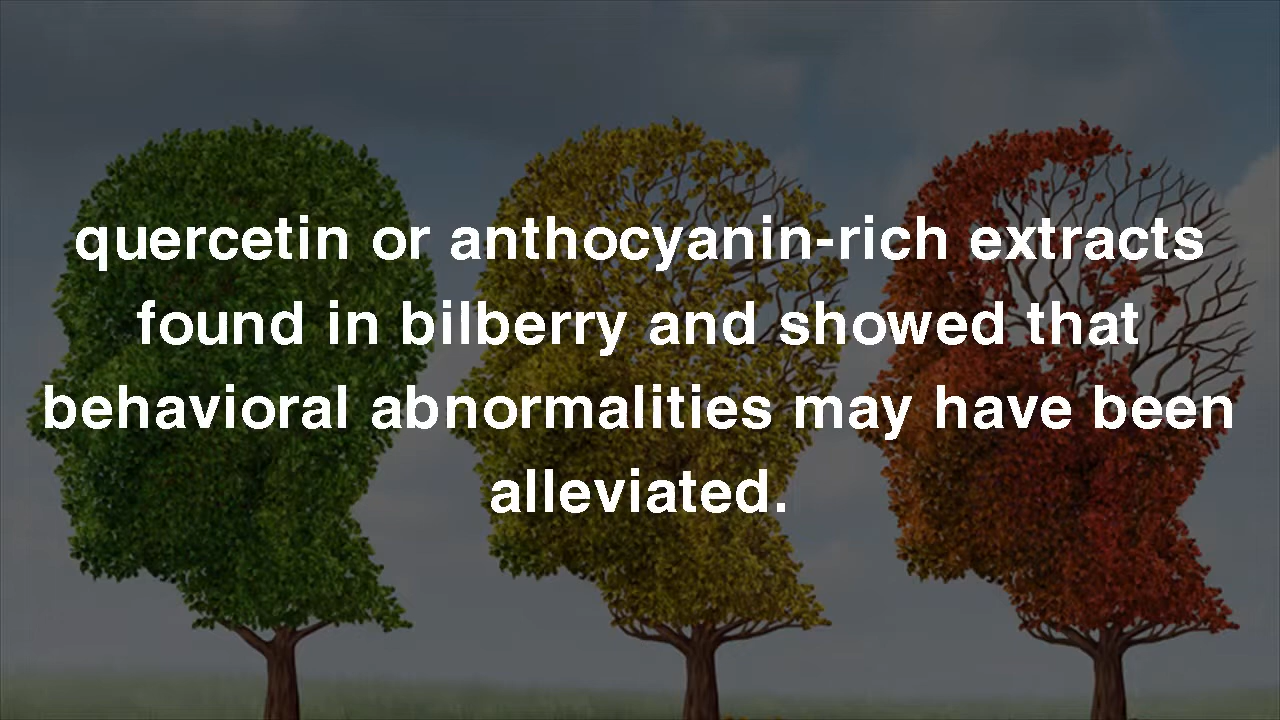 quercetin or anthocyanin-rich extracts
found in bilberry and showed that
behavioral abnormalities may have been
alleviated.